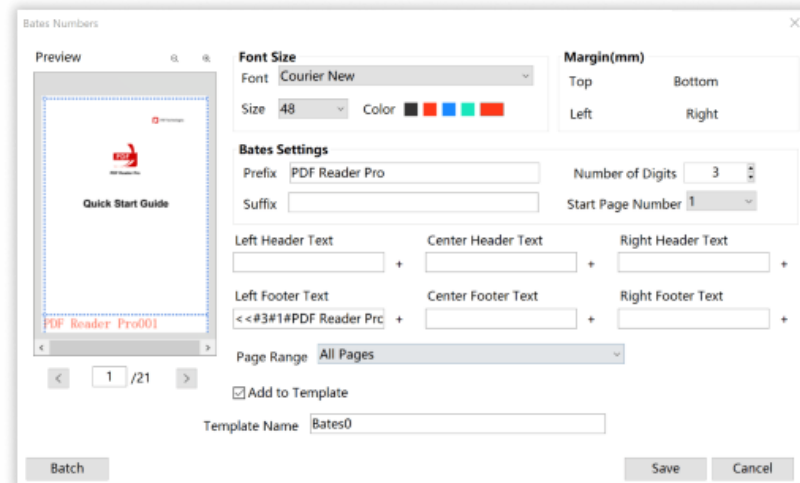 Bates Numbers
Preview
PDF
PDF Reader Pro
Quick Start Guide
PDF Reader Pro001
1 /21
Font Size
Font Courier New
Size 48 Color
Margin(mm)
Top Bottom
Left Right
Bates Settings
Prefix PDF Reader Pro
Suffix
Number of Digits 3
Start Page Number 1
Left Header Text Center Header Text Right Header Text
+ + +
Left Footer Text Center Footer Text Right Footer Text
<<#3#1#PDF Reader Prc + + +
Page Range All Pages
Add to Template
Template Name Bates0
Batch Save Cancel